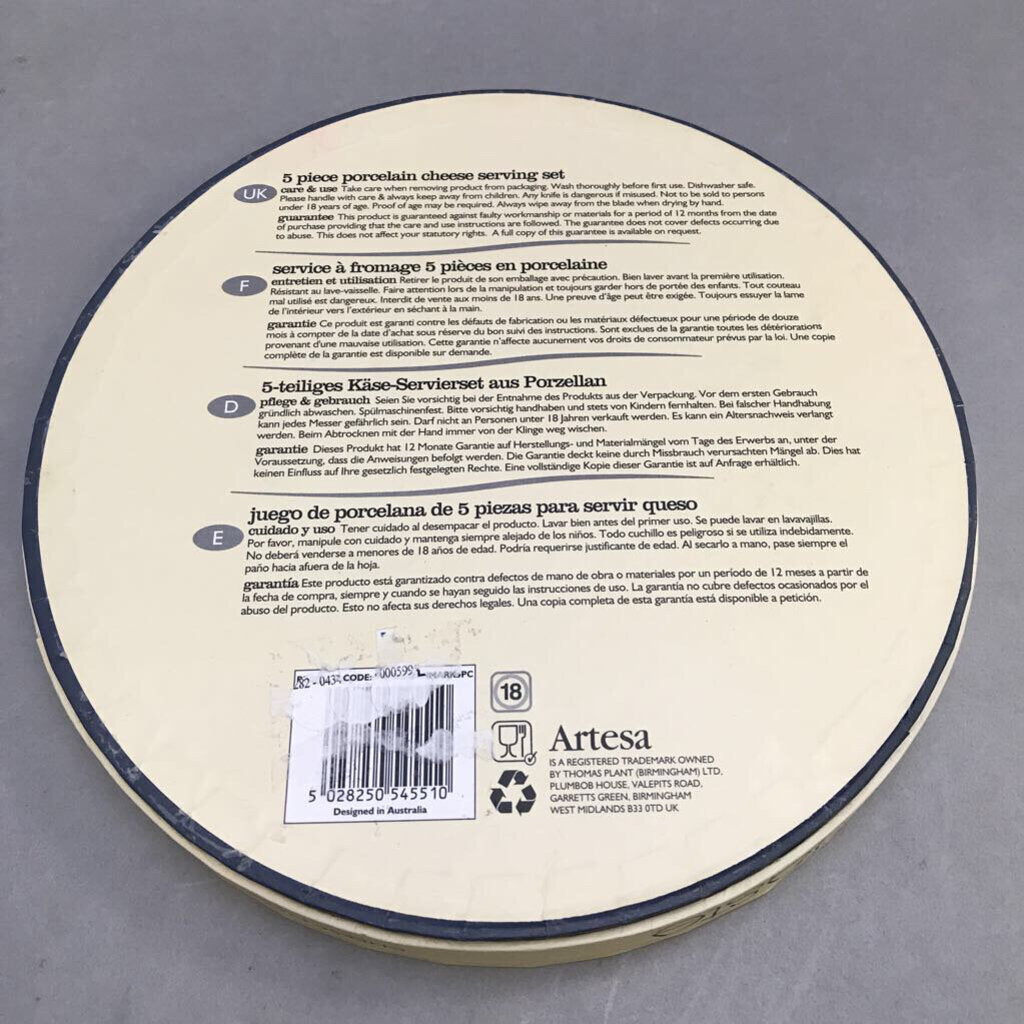 UK
5 piece porcelain cheese serving set
care & use Take care when removing product from packaging. Wash thoroughly before first use. Dishwasher safe.
Please handle with care & always keep away from children. Any knife is dangerous if misused. Not to be sold to persons
under 18 years of age. Proof of age may be required. Always wipe away from the blade when drying by hand.
guarantee This product is guaranteed against faulty workmanship or materials for a period of 12 months from the date
of purchase providing that the care and use instructions are followed. The guarantee does not cover defects occurring due
to abuse. This does not affect your statutory rights. A full copy of this guarantee is available on request.
F
service à fromage 5 pièces en porcelaine
entretien et utilisation Retirer le produit de son emballage avec précaution. Bien laver avant la première utilisation.
Résistant au lave-vaisselle. Faire attention lors de la manipulation et toujours garder hors de portée des enfants. Tout couteau
mal utilisé est dangereux. Interdit de vente aux moins de 18 ans. Une preuve d'âge peut être exigée. Toujours essuyer la lame
de l'intérieur vers l'extérieur en séchant à la main.
garantie Ce produit est garanti contre les défauts de fabrication ou les matériaux défectueux pour une période de douze
mois à compter de la date d'achat sous réserve du bon suivi des instructions. Sont exclues de la garantie toutes les détériorations
provenant d'une mauvaise utilisation. Cette garantie n'affecte aucunement vos droits de consommateur prévus par la loi. Une copie
complète de la garantie est disponible sur demande.
D
5-teiliges Käse-Servierset aus Porzellan
pflege & gebrauch Seien Sie vorsichtig bei der Entnahme des Produkts aus der Verpackung. Vor dem ersten Gebrauch
gründlich abwaschen. Spülmaschinenfest. Bitte vorsichtig handhaben und stets von Kindern fernhalten. Bei falscher Handhabung
kann jedes Messer gefährlich sein. Darf nicht an Personen unter 18 Jahren verkauft werden. Es kann ein Altersnachweis verlangt
werden. Beim Abtrocknen mit der Hand immer von der Klinge weg wischen.
garantie Dieses Produkt hat 12 Monate Garantie auf Herstellungs- und Materialmängel vom Tage des Erwerbs an, unter der
Voraussetzung, dass die Anweisungen befolgt werden. Die Garantie deckt keine durch Missbrauch verursachten Mängel ab. Dies hat
keinen Einfluss auf Ihre gesetzlich festgelegten Rechte. Eine vollständige Kopie dieser Garantie ist auf Anfrage erhältlich.
E
juego de porcelana de 5 piezas para servir queso
cuidado y uso Tener cuidado al desempacar el producto. Lavar bien antes del primer uso. Se puede lavar en lavavajillas.
Por favor, manipule con cuidado y mantenga siempre alejado de los niños. Todo cuchillo es peligroso si se utiliza indebidamente.
No deberá venderse a menores de 18 años de edad. Podría requerirse justificante de edad. Al secarlo a mano, pase siempre el
paño hacia afuera de la hoja.
garantía Este producto está garantizado contra defectos de mano de obra o materiales por un período de 12 meses a partir de
la fecha de compra, siempre y cuando se hayan seguido las instrucciones de uso. La garantía no cubre defectos ocasionados por el
abuso del producto. Esto no afecta sus derechos legales. Una copia completa de esta garantía está disponible a petición.
CODE:
5 028250 545510
Designed in Australia
18
Artesa
IS A REGISTERED TRADEMARK OWNED
BY THOMAS PLANT (BIRMINGHAM) LTD.
PLUMBOB HOUSE, VALEPITS ROAD,
GARRETTS GREEN, BIRMINGHAM
WEST MIDLANDS B33 0TD UK